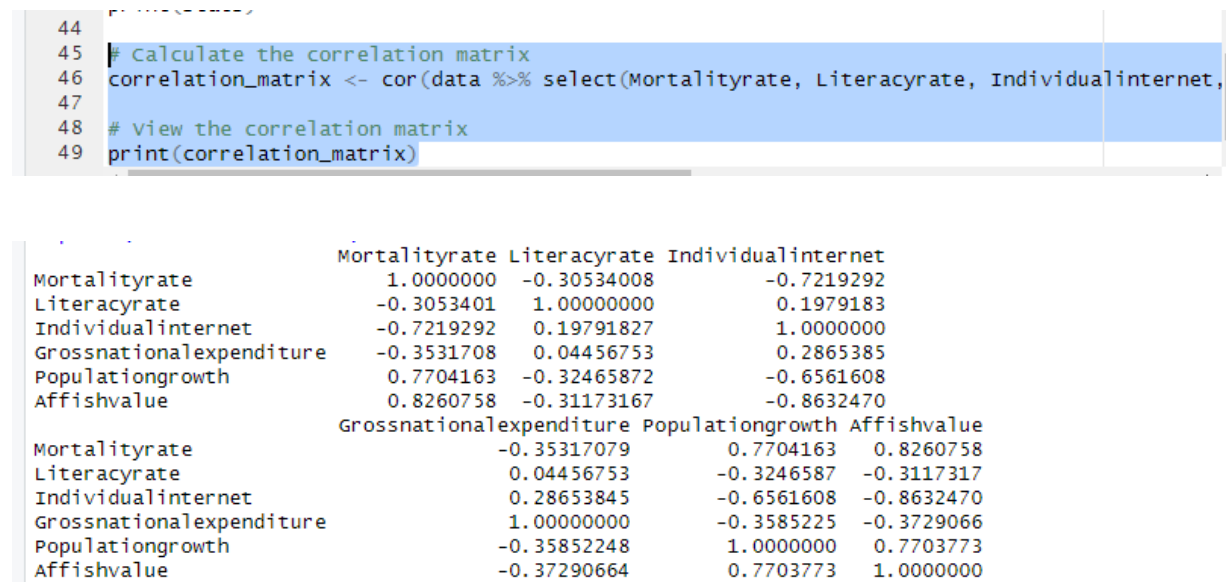 44
45 # Calculate the correlation matrix
46 correlation_matrix <- cor(data %>% select(Mortalityrate, Literacyrate, Individualinternet,
47
48 # View the correlation matrix
49 print(correlation_matrix)
Mortalityrate Literacyrate Individualinternet
Mortalityrate 1.0000000 -0.30534008 -0.7219292
Literacyrate -0.3053401 1.00000000 0.1979183
Individualinternet -0.7219292 0.19791827 1.0000000
Grossnationalexpenditure -0.3531708 0.04456753 0.2865385
Populationgrowth 0.7704163 -0.32465872 -0.6561608
Affishvalue 0.8260758 -0.31173167 -0.8632470
Grossnationalexpenditure Populationgrowth Affishvalue
Mortalityrate -0.35317079 0.7704163 0.8260758
Literacyrate 0.04456753 -0.3246587 -0.3117317
Individualinternet 0.28653845 -0.6561608 -0.8632470
Grossnationalexpenditure 1.00000000 -0.3585225 -0.3729066
Populationgrowth -0.35852248 1.0000000 0.7703773
Affishvalue -0.37290664 0.7703773 1.0000000